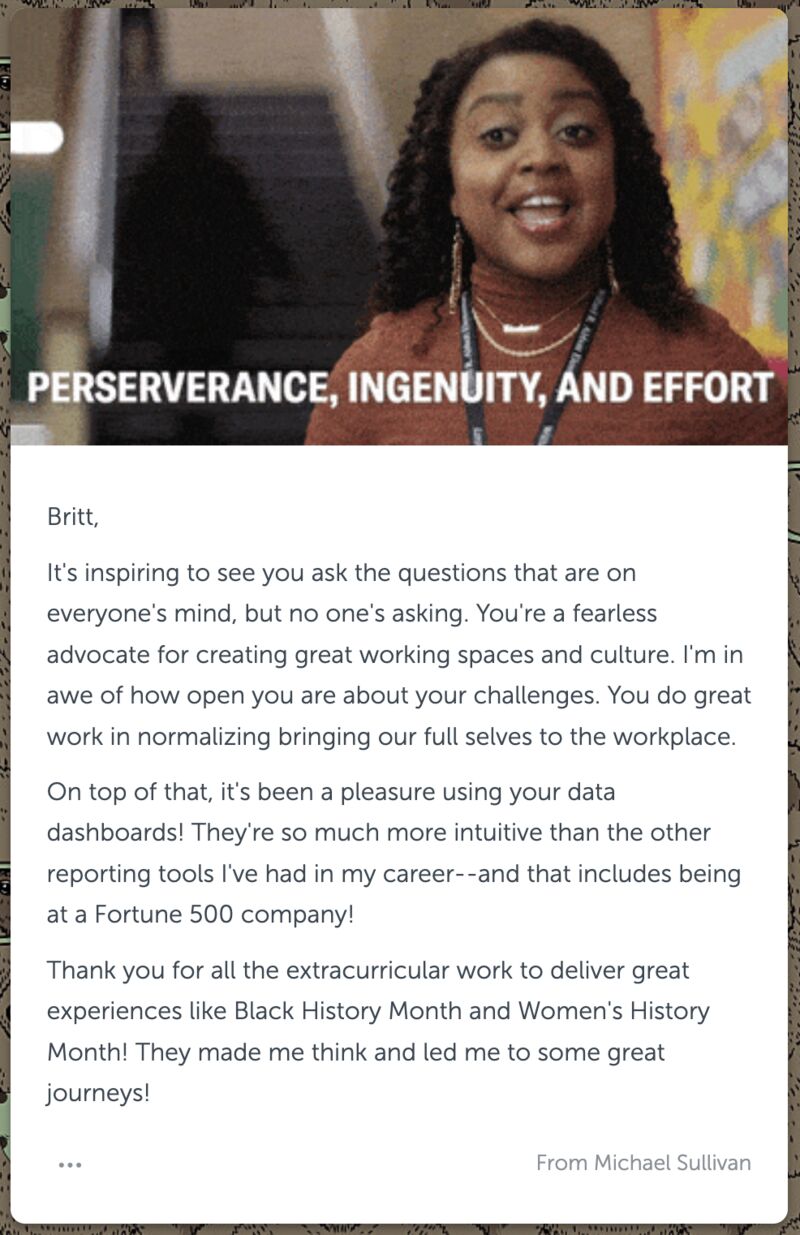 PERSERVERANCE, INGENUITY, AND EFFORT
Britt,
It's inspiring to see you ask the questions that are on
everyone's mind, but no one's asking. You're a fearless
advocate for creating great working spaces and culture. I'm in
awe of how open you are about your challenges. You do great
work in normalizing bringing our full selves to the workplace.
On top of that, it's been a pleasure using your data
dashboards! They're so much more intuitive than the other
reporting tools I've had in my career--and that includes being
at a Fortune 500 company!
Thank you for all the extracurricular work to deliver great
experiences like Black History Month and Women's History
Month! They made me think and led me to some great
journeys!
From Michael Sullivan